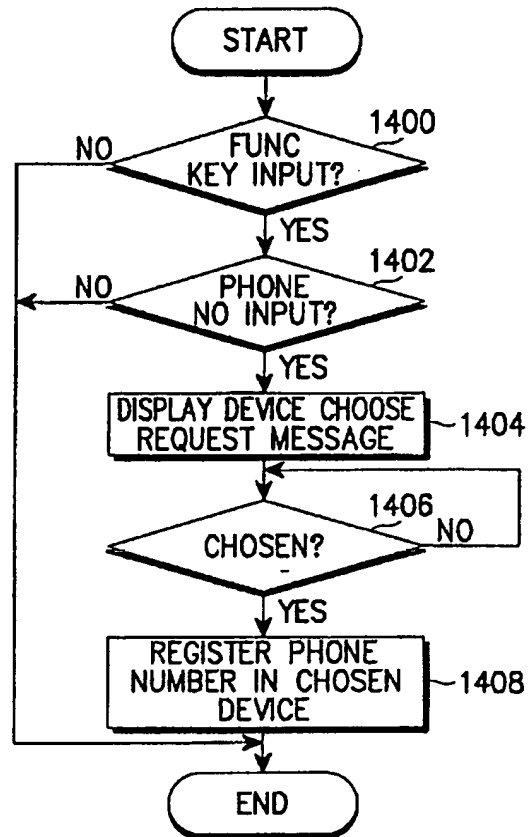 START
1400
NO
FUNC
KEY INPUT?
YES
1402
NO
PHONE
NO INPUT?
YES
DISPLAY DEVICE CHOOSE
REQUEST MESSAGE
1404
1406
CHOSEN?
NO
YES
REGISTER PHONE
NUMBER IN CHOSEN
DEVICE
1408
END